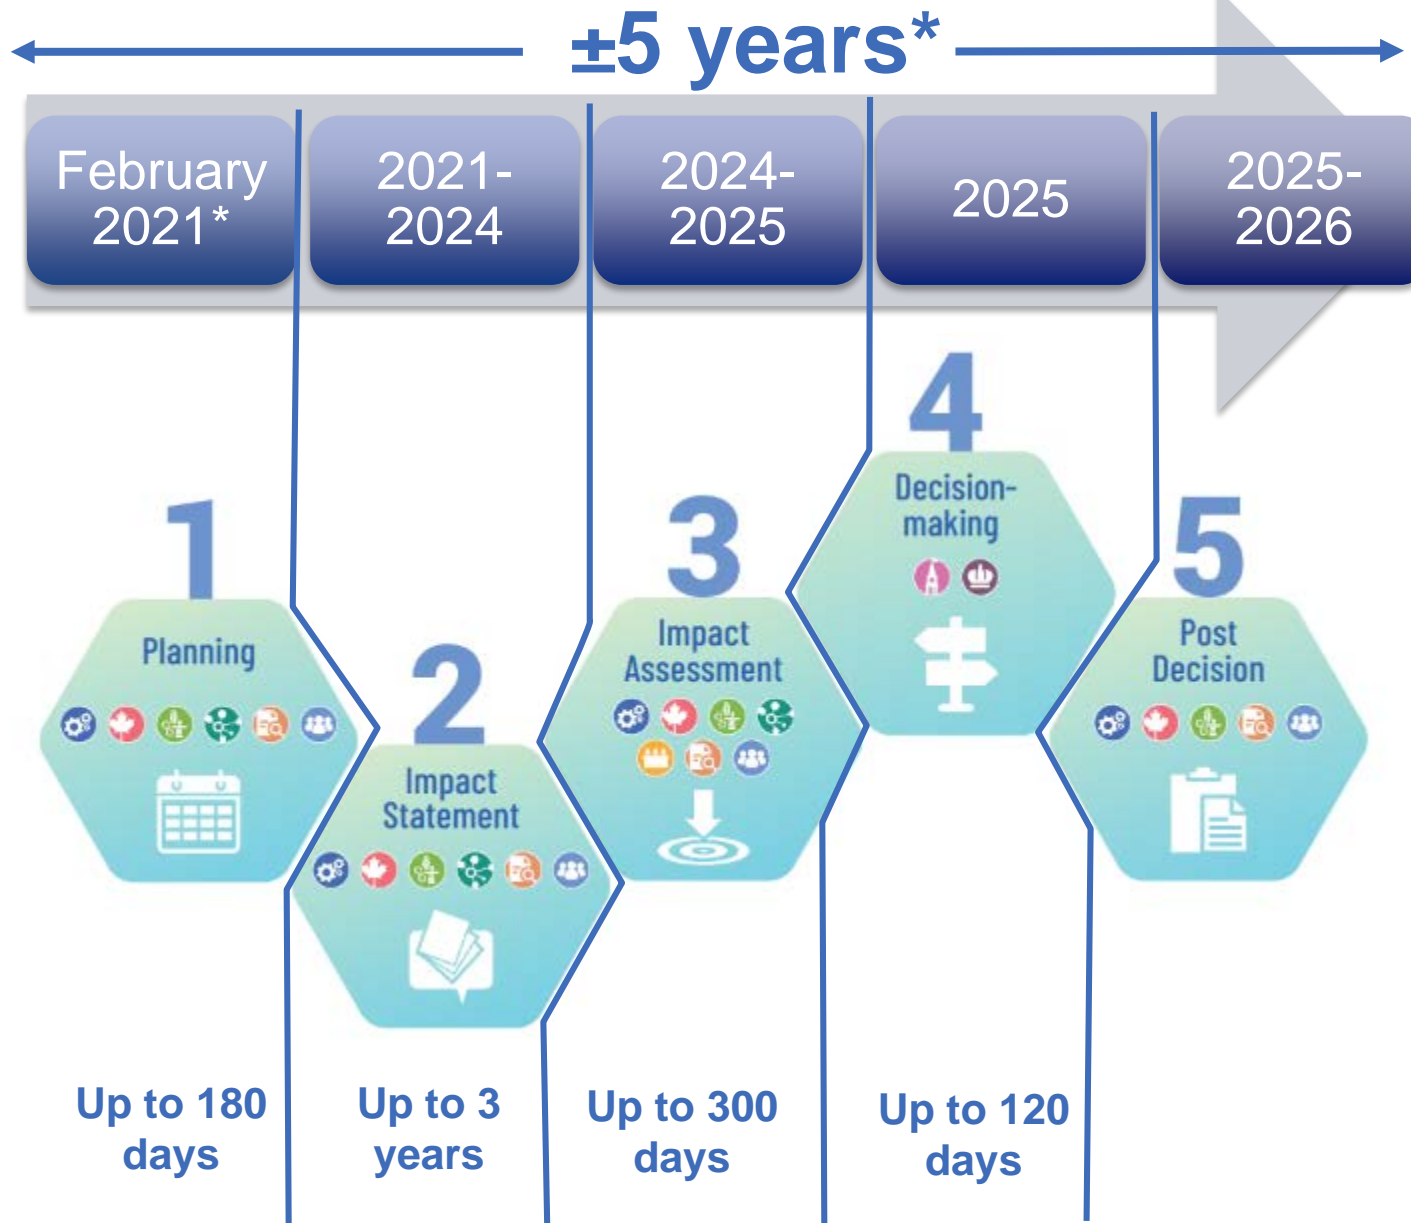 ±5 years*
February
2021*
2021-
2024
2024-
2025
2025
2025-
2026
1
Planning
Up to 180
days
2
Impact
Statement
Up to 3
years
3
Impact
Assessment
Up to 300
days
4
Decision-
making
Up to 120
days
5
Post
Decision